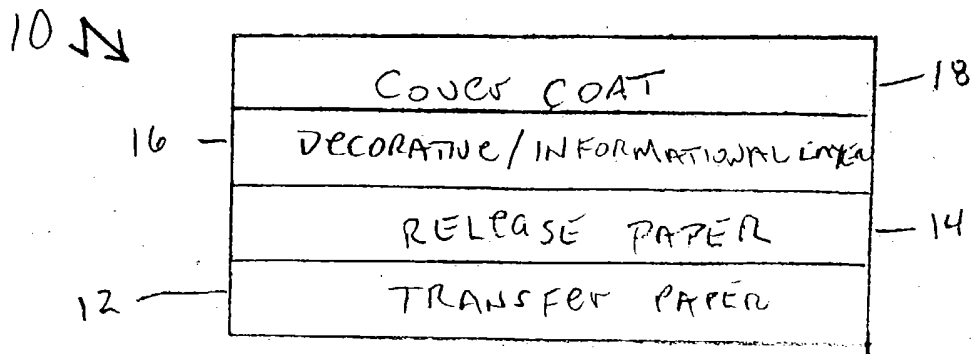 10
COVER COAT
18
16
DECORATIVE/INFORMATIONAL LAYER
RELEASE PAPER
14
12
TRANSFER PAPER